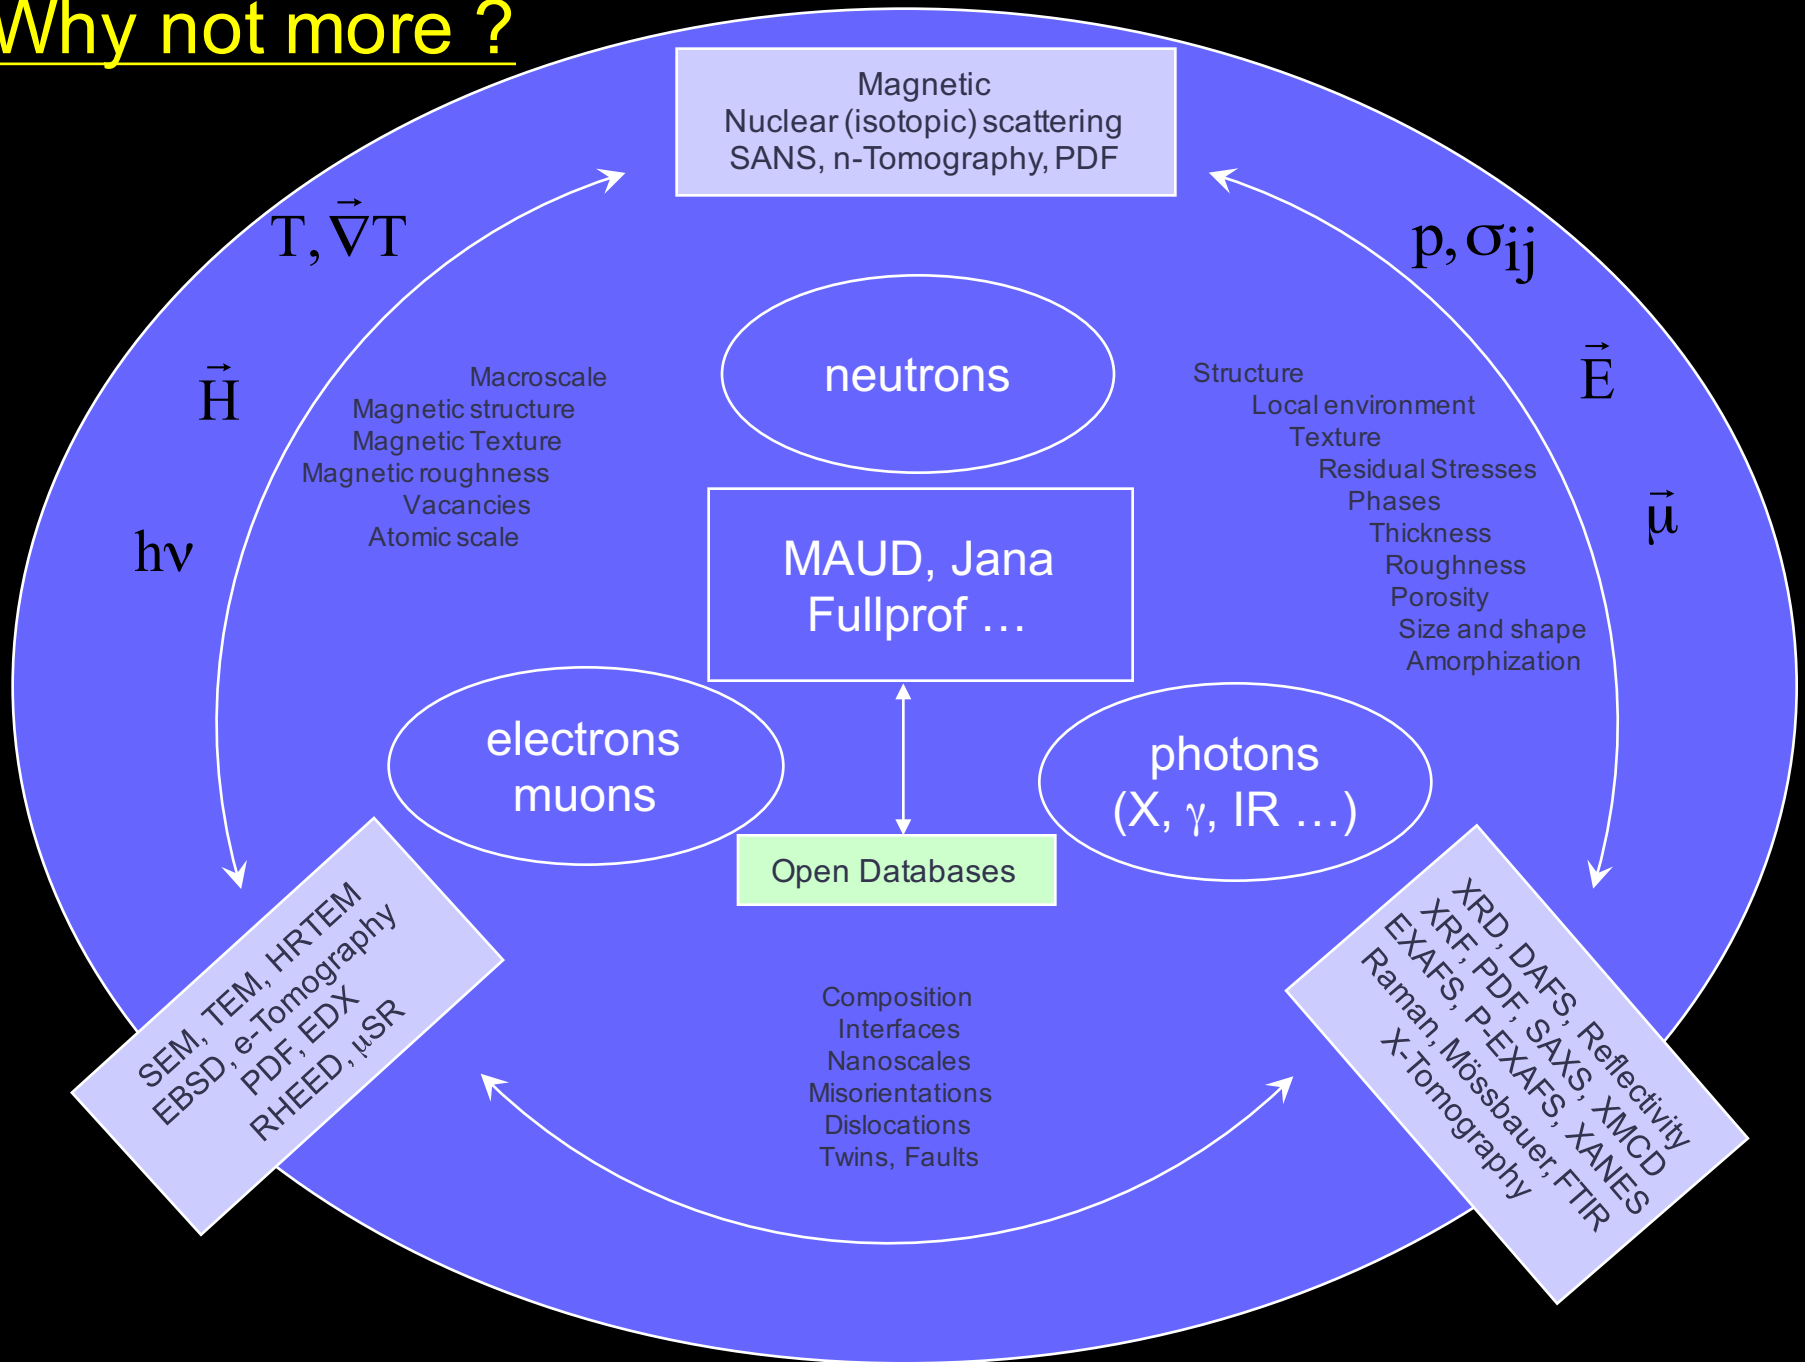 Why not more ?
Magnetic
Nuclear (isotopic) scattering
SANS, n-Tomography, PDF
T, ∇⃗T
H⃗
hν
p, σij
E⃗
μ⃗
Macroscale
Magnetic structure
Magnetic Texture
Magnetic roughness
Vacancies
Atomic scale
neutrons
Structure
Local environment
Texture
Residual Stresses
Phases
Thickness
Roughness
Porosity
Size and shape
Amorphization
MAUD, Jana
Fullprof …
electrons
muons
photons
(X, γ, IR …)
Open Databases
SEM, TEM, HRTEM
EBSD, e-Tomography
PDF, EDX
RHEED, μSR
Composition
Interfaces
Nanoscales
Misorientations
Dislocations
Twins, Faults
XRD, DAFS, Reflectivity
XRF, PDF, SAXS, XMCD
EXAFS, P-EXAFS, XANES
Raman, Mössbauer, FTIR
X-Tomography